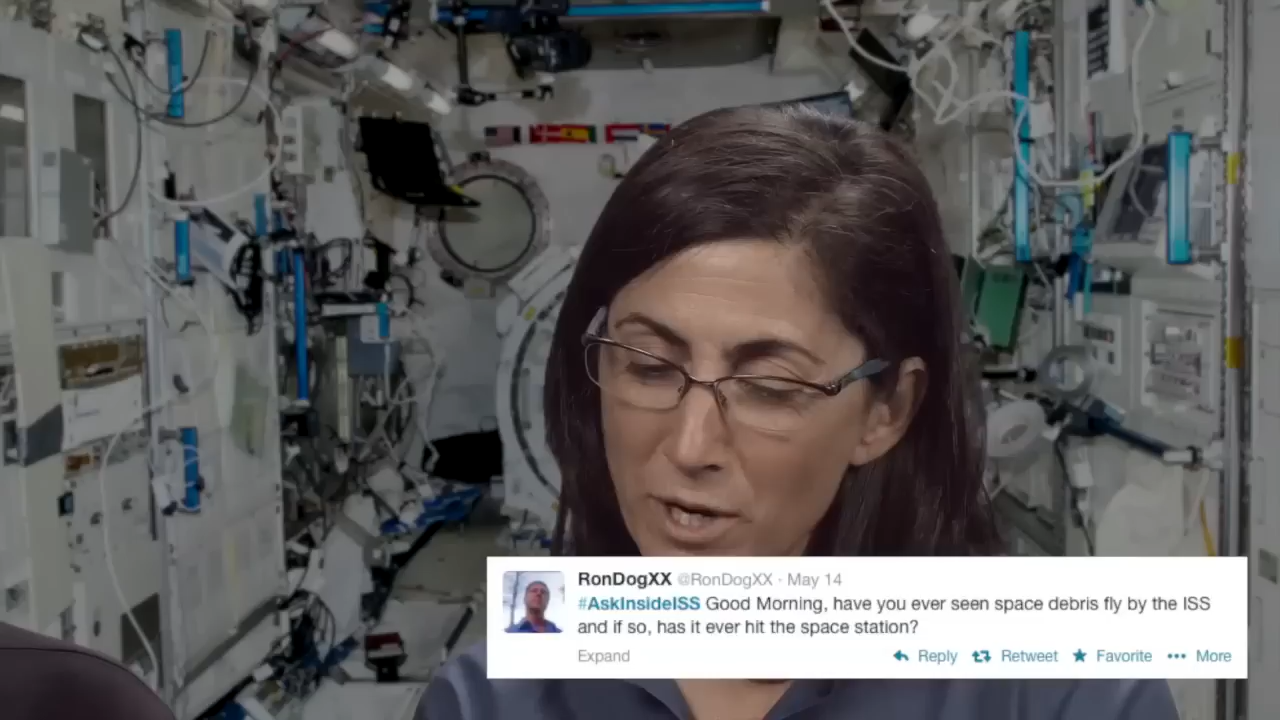 RonDogXX @RonDogXX · May 14
#AskInsideISS Good Morning, have you ever seen space debris fly by the ISS
and if so, has it ever hit the space station?
Expand Reply Retweet Favorite ••• More